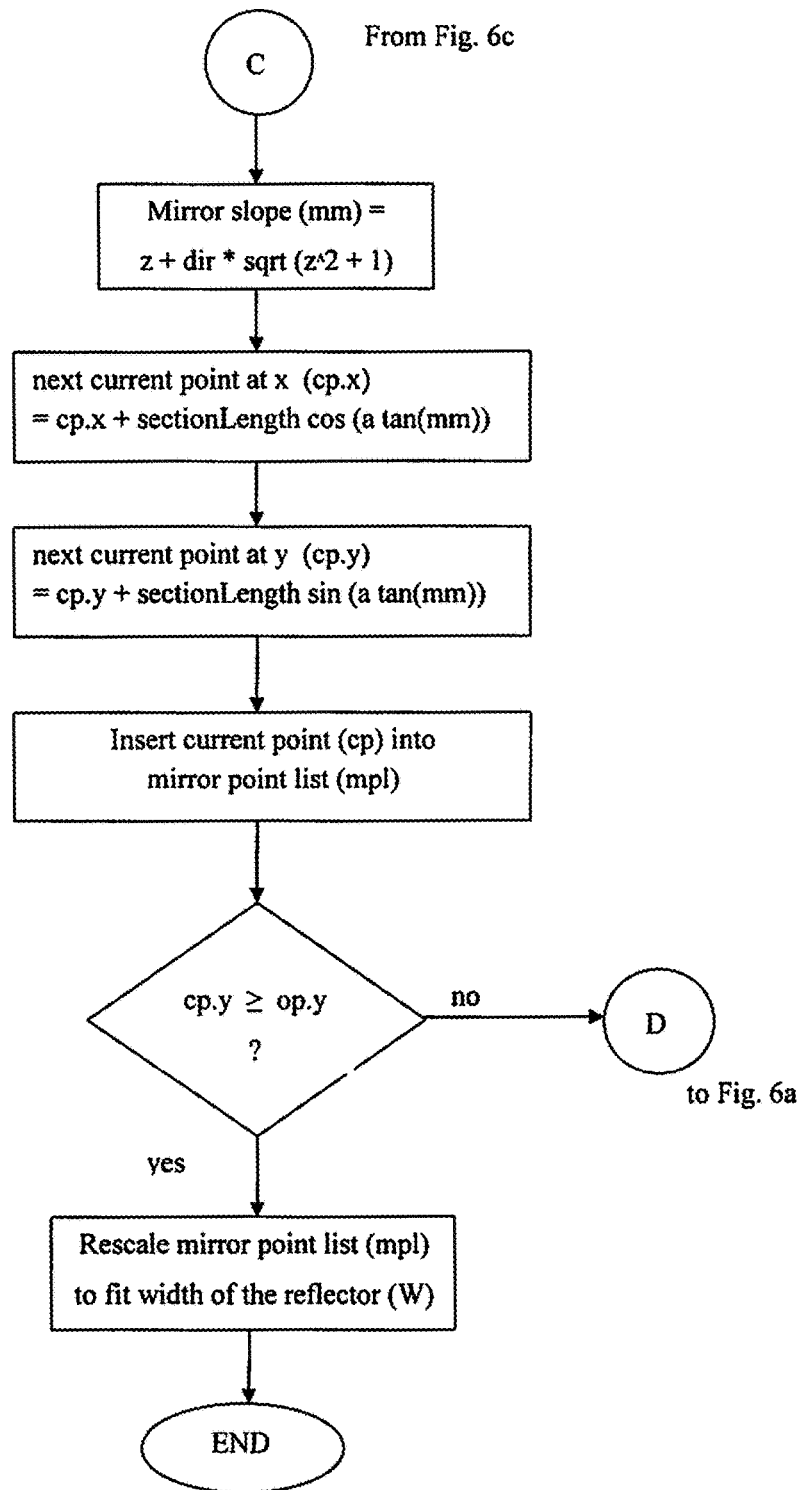 C
From Fig. 6c
Mirror slope (mm) =
z + dir * sqrt (z^2 + 1)
next current point at x (cp.x)
= cp.x + sectionLength cos (a tan(mm))
next current point at y (cp.y)
= cp.y + sectionLength sin (a tan(mm))
Insert current point (cp) into
mirror point list (mpl)
cp.y ≥ op.y
?
no
D
to Fig. 6a
yes
Rescale mirror point list (mpl)
to fit width of the reflector (W)
END